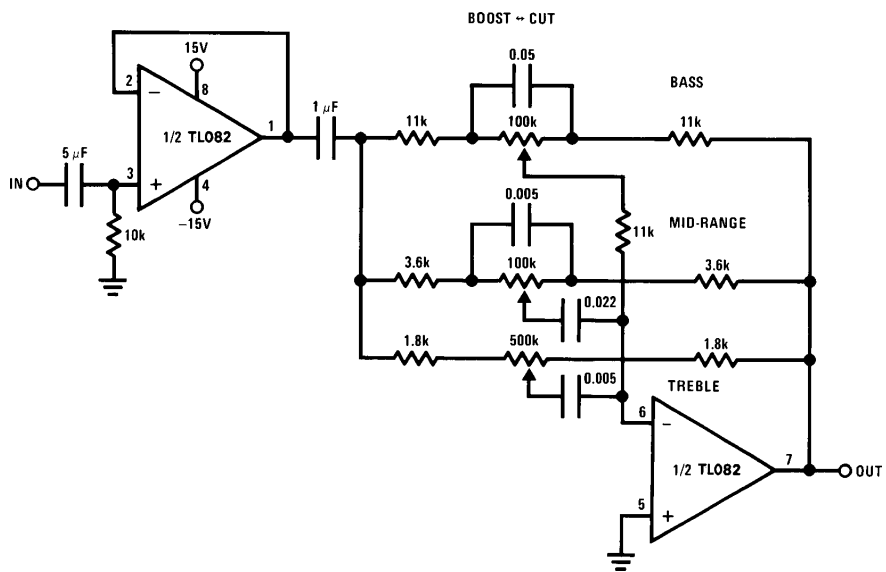 BOOST ↔ CUT
0.05
BASS
15V
2
−
8
1 μF
11k
100k
11k
1/2 TL082
1
5 μF
IN
3
+
4
−15V
10k
0.005
11k
MID-RANGE
3.6k
100k
3.6k
0.022
1.8k
500k
1.8k
0.005
TREBLE
6
−
1/2 TL082
7
OUT
5
+